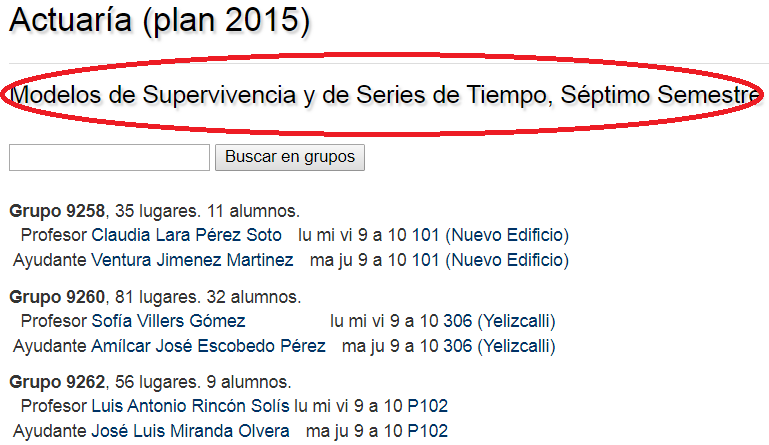 Actuaría (plan 2015)
Modelos de Supervivencia y de Series de Tiempo, Séptimo Semestre
Buscar en grupos
Grupo 9258, 35 lugares. 11 alumnos.
Profesor Claudia Lara Pérez Soto lu mi vi 9 a 10 101 (Nuevo Edificio)
Ayudante Ventura Jimenez Martinez ma ju 9 a 10 101 (Nuevo Edificio)
Grupo 9260, 81 lugares. 32 alumnos.
Profesor Sofía Villers Gómez lu mi vi 9 a 10 306 (Yelizcalli)
Ayudante Amílcar José Escobedo Pérez ma ju 9 a 10 306 (Yelizcalli)
Grupo 9262, 56 lugares. 9 alumnos.
Profesor Luis Antonio Rincón Solís lu mi vi 9 a 10 P102
Ayudante José Luis Miranda Olvera ma ju 9 a 10 P102